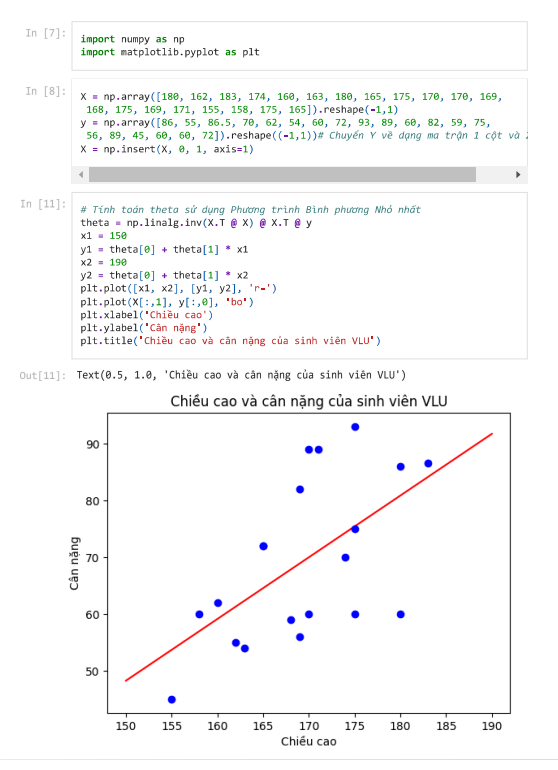 In [7]:
import numpy as np
import matplotlib.pyplot as plt
In [8]:
X = np.array([180, 162, 183, 174, 160, 163, 180, 165, 175, 170, 170, 169,
168, 175, 169, 171, 155, 158, 175, 165]).reshape(-1,1)
y = np.array([86, 55, 86.5, 70, 62, 54, 60, 72, 93, 89, 60, 82, 59, 75,
56, 89, 45, 60, 60, 72]).reshape((-1,1))# Chuyển Y về dạng ma trận 1 cột và
X = np.insert(X, 0, 1, axis=1)
In [11]:
# Tính toán theta sử dụng Phương trình Bình phương Nhỏ nhất
theta = np.linalg.inv(X.T @ X) @ X.T @ y
x1 = 150
y1 = theta[0] + theta[1] * x1
x2 = 190
y2 = theta[0] + theta[1] * x2
plt.plot([x1, x2], [y1, y2], 'r-')
plt.plot(X[:,1], y[:,0], 'bo')
plt.xlabel('Chiều cao')
plt.ylabel('Cân nặng')
plt.title('Chiều cao và cân nặng của sinh viên VLU')
Out[11]: Text(0.5, 1.0, 'Chiều cao và cân nặng của sinh viên VLU')
Chiều cao và cân nặng của sinh viên VLU
90
80
70
60
50
Cân nặng
150 155 160 165 170 175 180 185 190
Chiều cao